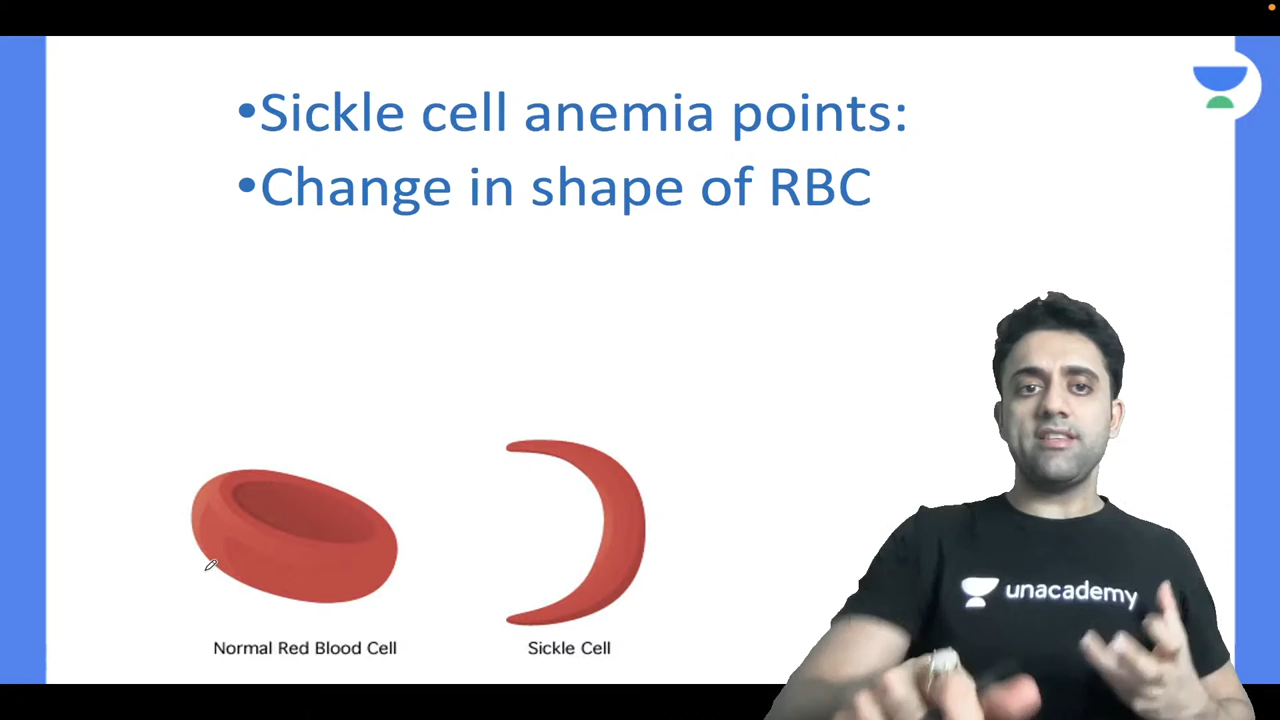 •Sickle cell anemia points:
•Change in shape of RBC
unacademy
Normal Red Blood Cell
Sickle Cell